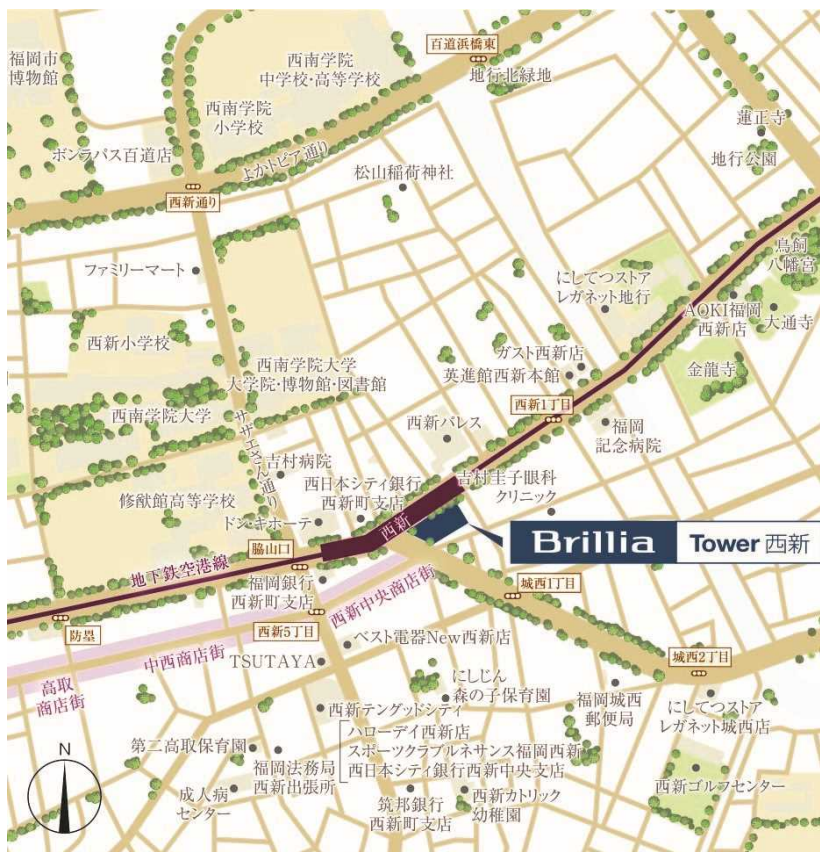 百道浜橋東
福岡市
博物館
西南学院
中学校・高等学校
地行北緑地
西南学院
小学校
蓮正寺
ボンラパス百道店
よかトピア通り
地行公園
松山稲荷神社
西新通り
鳥飼
八幡宮
ファミリーマート
にしてつストア
レガネット地行
AOKI福岡
西新店
大通寺
西新小学校
ガスト西新店
西南学院大学
大学院・博物館・図書館
英進館西新本館
金龍寺
西新1丁目
西南学院大学
サザエさん通り
西新パレス
福岡
記念病院
吉村病院
吉村圭子眼科
クリニック
西日本シティ銀行
西新町支店
修猷館高等学校
ドン・キホーテ
西新
Brillia Tower 西新
脇山口
地下鉄空港線
福岡銀行
西新町支店
西新中央商店街
城西1丁目
防塁
西新5丁目
ベスト電器New西新店
中西商店街
TSUTAYA
城西2丁目
高取
商店街
にしじん
森の子保育園
福岡城西
郵便局
にしてつストア
レガネット城西店
西新テングッドシティ
ハローデイ西新店
スポーツクラブルネサンス福岡西新
西日本シティ銀行西新中央支店
第二高取保育園
福岡法務局
西新出張所
N
成人病
センター
西新ゴルフセンター
筑邦銀行
西新町支店
西新カトリック
幼稚園